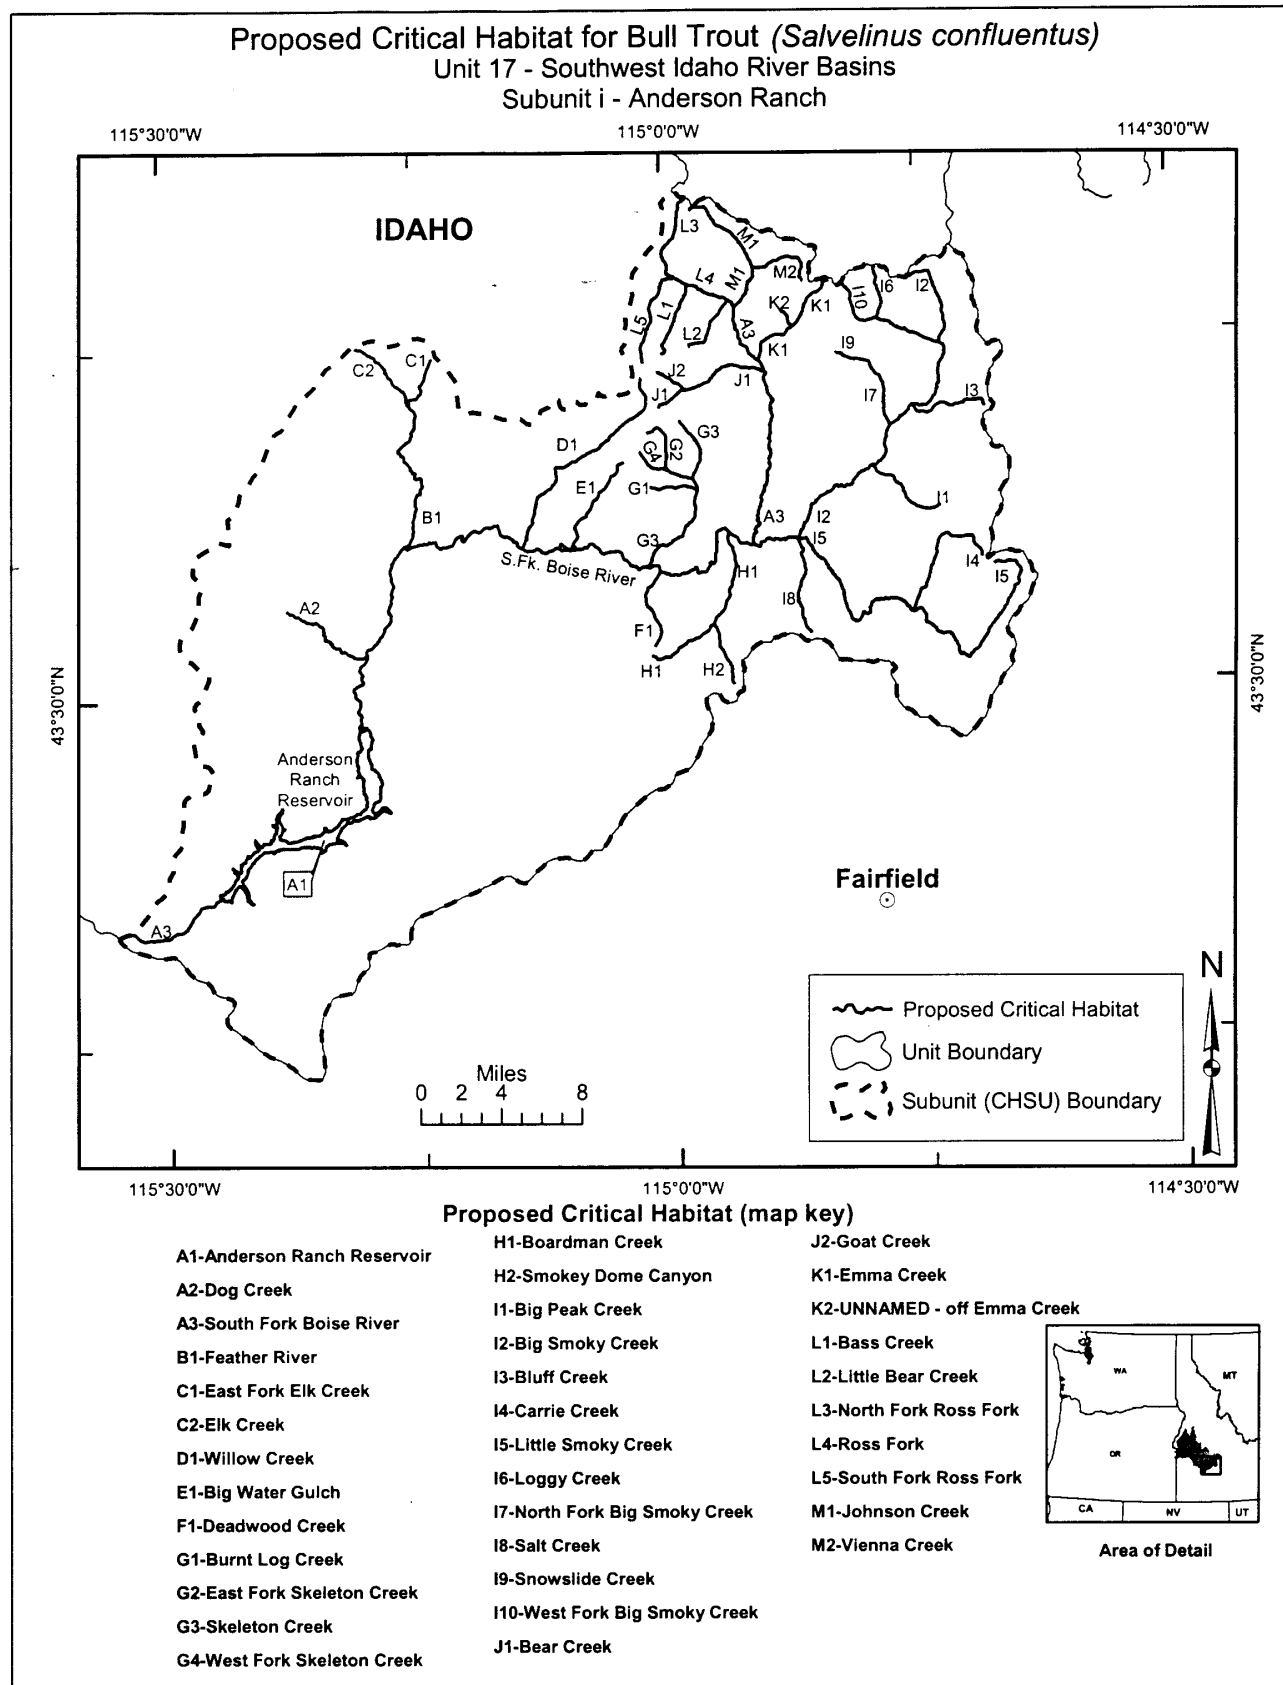 Proposed Critical Habitat for Bull Trout (Salvelinus confluentus)
Unit 17 - Southwest Idaho River Basins
Subunit i - Anderson Ranch
115°30'0"W
115°0'0"W
114°30'0"W
IDAHO
L3
M1
M1
M2
L4
L5
L1
L2
K2
K1
K1
A3
I10
I6
I2
I9
I7
I3
C2
C1
J2
J1
J1
D1
G3
G2
G4
G1
E1
B1
G3
A3
I2
I5
I1
I4
I5
S.Fk. Boise River
H1
I8
A2
F1
H1
H2
43°30'0"N
43°30'0"N
Anderson
Ranch
Reservoir
A1
A3
Fairfield
N
Proposed Critical Habitat
Unit Boundary
Subunit (CHSU) Boundary
Miles
0 2 4 8
115°30'0"W
115°0'0"W
114°30'0"W
Proposed Critical Habitat (map key)
A1-Anderson Ranch Reservoir
A2-Dog Creek
A3-South Fork Boise River
B1-Feather River
C1-East Fork Elk Creek
C2-Elk Creek
D1-Willow Creek
E1-Big Water Gulch
F1-Deadwood Creek
G1-Burnt Log Creek
G2-East Fork Skeleton Creek
G3-Skeleton Creek
G4-West Fork Skeleton Creek
H1-Boardman Creek
H2-Smokey Dome Canyon
I1-Big Peak Creek
I2-Big Smoky Creek
I3-Bluff Creek
I4-Carrie Creek
I5-Little Smoky Creek
I6-Loggy Creek
I7-North Fork Big Smoky Creek
I8-Salt Creek
I9-Snowslide Creek
I10-West Fork Big Smoky Creek
J1-Bear Creek
J2-Goat Creek
K1-Emma Creek
K2-UNNAMED - off Emma Creek
L1-Bass Creek
L2-Little Bear Creek
L3-North Fork Ross Fork
L4-Ross Fork
L5-South Fork Ross Fork
M1-Johnson Creek
M2-Vienna Creek
WA
MT
OR
CA
NV
UT
Area of Detail